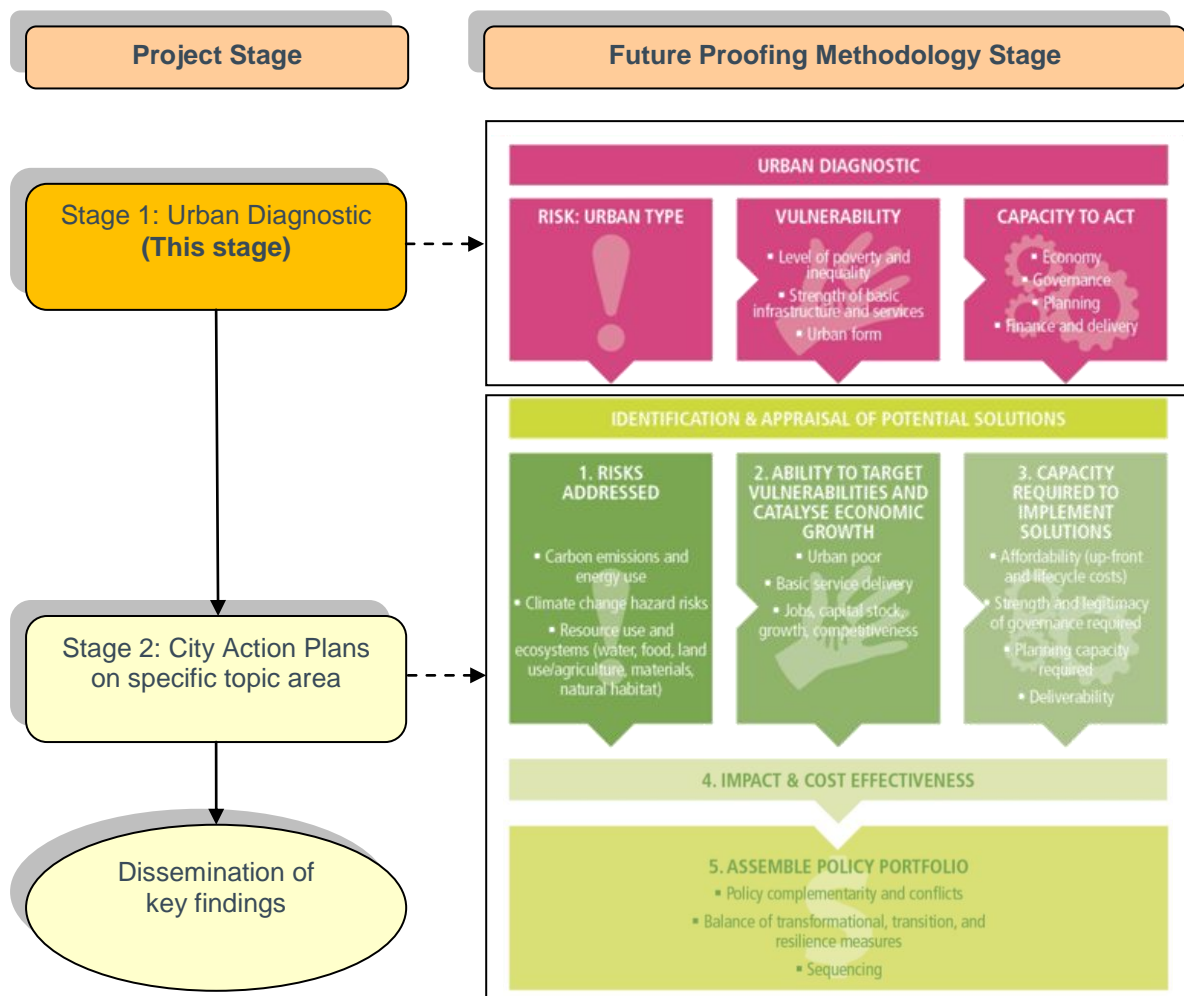 Project Stage
Future Proofing Methodology Stage
Stage 1: Urban Diagnostic
(This stage)
URBAN DIAGNOSTIC
RISK: URBAN TYPE
VULNERABILITY
▪ Level of poverty and
inequality
▪ Strength of basic
infrastructure and services
▪ Urban form
CAPACITY TO ACT
▪ Economy
▪ Governance
▪ Planning
▪ Finance and delivery
Stage 2: City Action Plans
on specific topic area
IDENTIFICATION & APPRAISAL OF POTENTIAL SOLUTIONS
1. RISKS
ADDRESSED
▪ Carbon emissions and
energy use
▪ Climate change hazard risks
▪ Resource use and
ecosystems (water, food, land
use/agriculture, materials,
natural habitat)
2. ABILITY TO TARGET
VULNERABILITIES AND
CATALYSE ECONOMIC
GROWTH
▪ Urban poor
▪ Basic service delivery
▪ Jobs, capital stock,
growth, competitiveness
3. CAPACITY
REQUIRED TO
IMPLEMENT
SOLUTIONS
▪ Affordability (up-front
and lifecycle costs)
▪ Strength and legitimacy
of governance required
▪ Planning capacity
required
▪ Deliverability
4. IMPACT & COST EFFECTIVENESS
5. ASSEMBLE POLICY PORTFOLIO
▪ Policy complementarity and conflicts
▪ Balance of transformational, transition, and
resilience measures
▪ Sequencing
Dissemination of
key findings